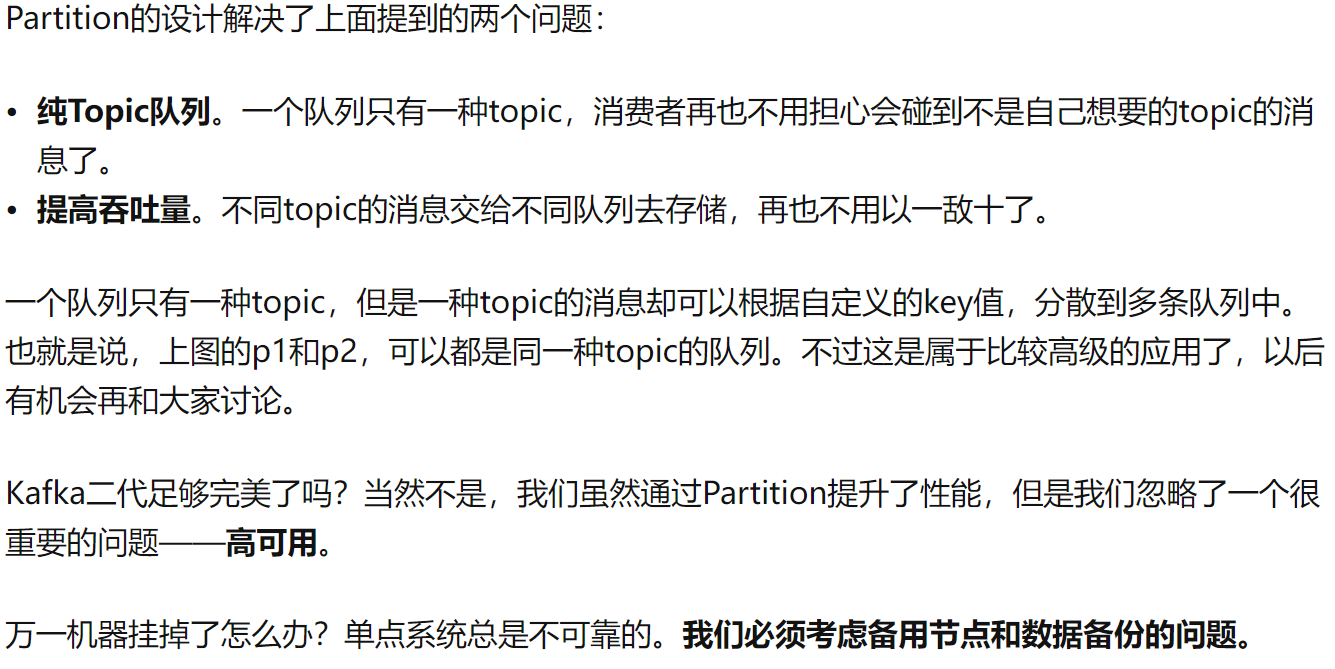 Partition的设计解决了上面提到的两个问题：
• 纯Topic队列。一个队列只有一种topic，消费者再也不用担心会碰到不是自己想要的topic的消
息了。
• 提高吞吐量。不同topic的消息交给不同队列去存储，再也不用以一敌十了。
一个队列只有一种topic，但是一种topic的消息却可以根据自定义的key值，分散到多条队列中。
也就是说，上图的p1和p2，可以都是同一种topic的队列。不过这是属于比较高级的应用了，以后
有机会再和大家讨论。
Kafka二代足够完美了吗？当然不是，我们虽然通过Partition提升了性能，但是我们忽略了一个很
重要的问题——高可用。
万一机器挂掉了怎么办？单点系统总是不可靠的。我们必须考虑备用节点和数据备份的问题。